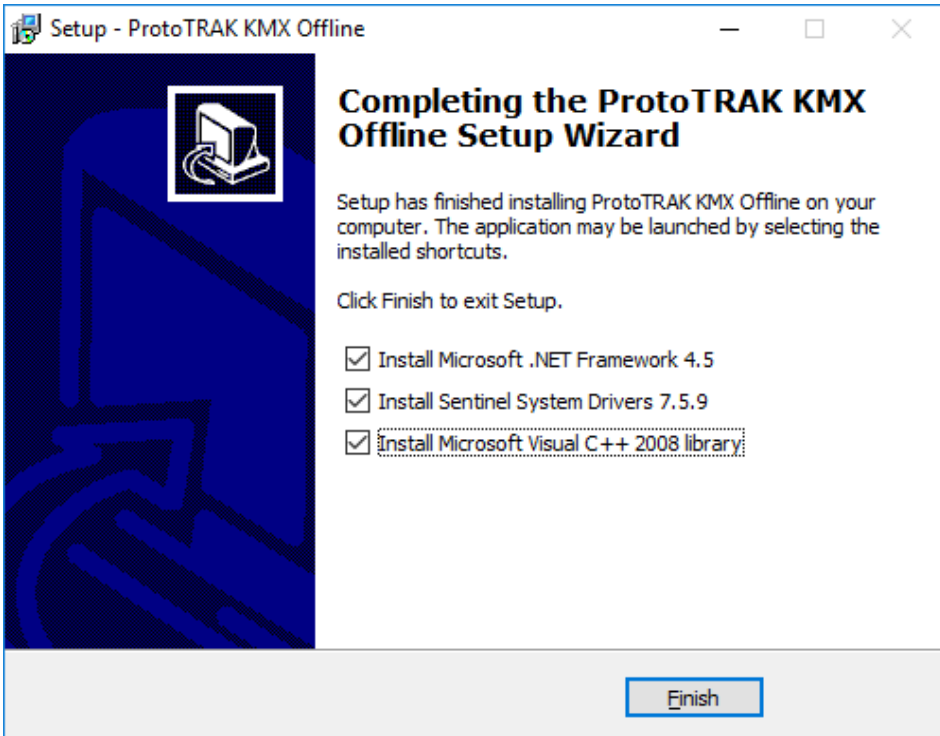 Setup - ProtoTRAK KMX Offline
Completing the ProtoTRAK KMX
Offline Setup Wizard
Setup has finished installing ProtoTRAK KMX Offline on your
computer. The application may be launched by selecting the
installed shortcuts.
Click Finish to exit Setup.
Install Microsoft .NET Framework 4.5
Install Sentinel System Drivers 7.5.9
Install Microsoft Visual C++ 2008 library
Finish